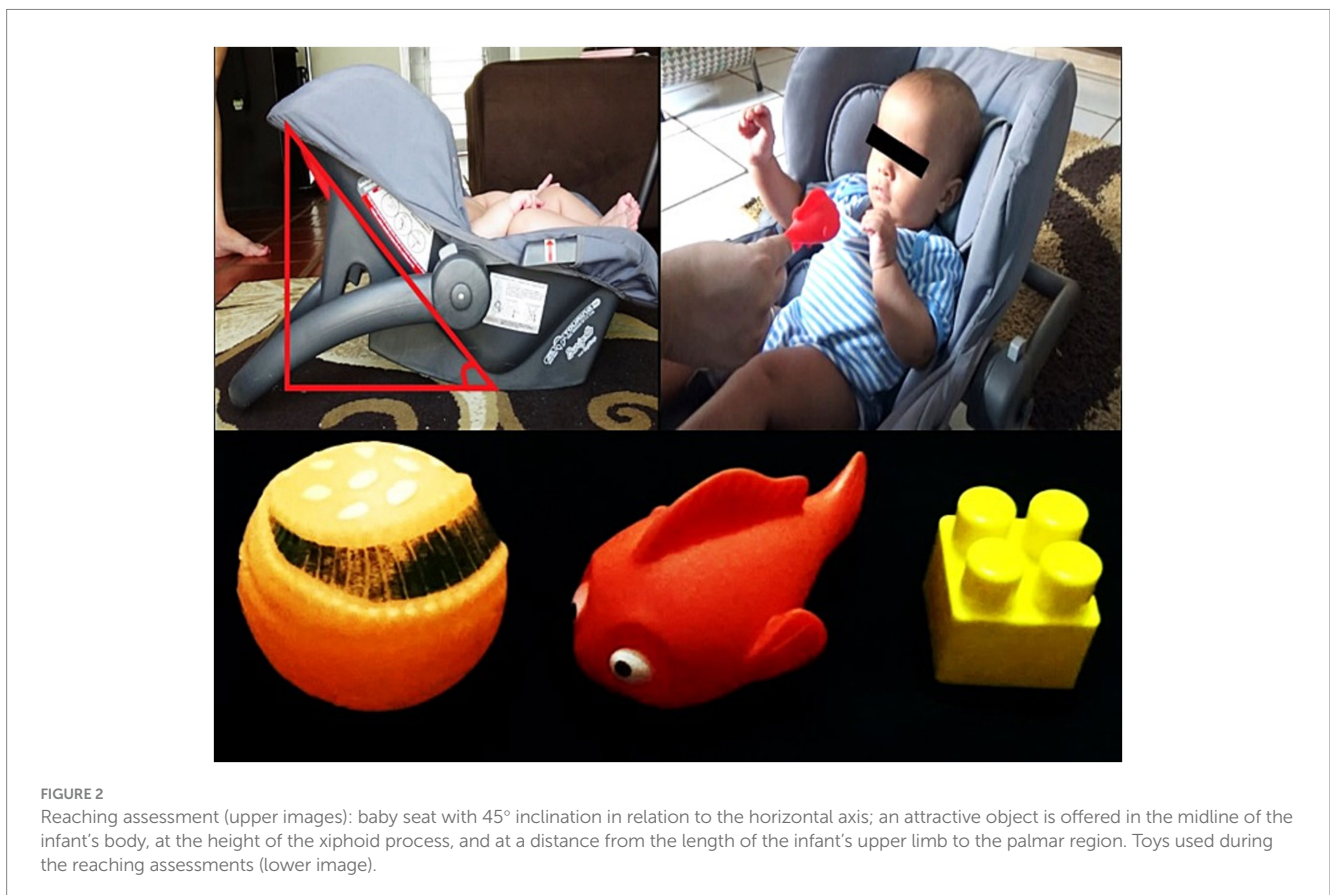 FIGURE 2
Reaching assessment (upper images): baby seat with 45° inclination in relation to the horizontal axis; an attractive object is offered in the midline of the
infant's body, at the height of the xiphoid process, and at a distance from the length of the infant's upper limb to the palmar region. Toys used during
the reaching assessments (lower image).